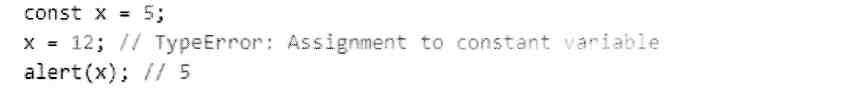 const x = 5;
x = 12; // TypeError: Assignment to constant variable
alert(x); // 5